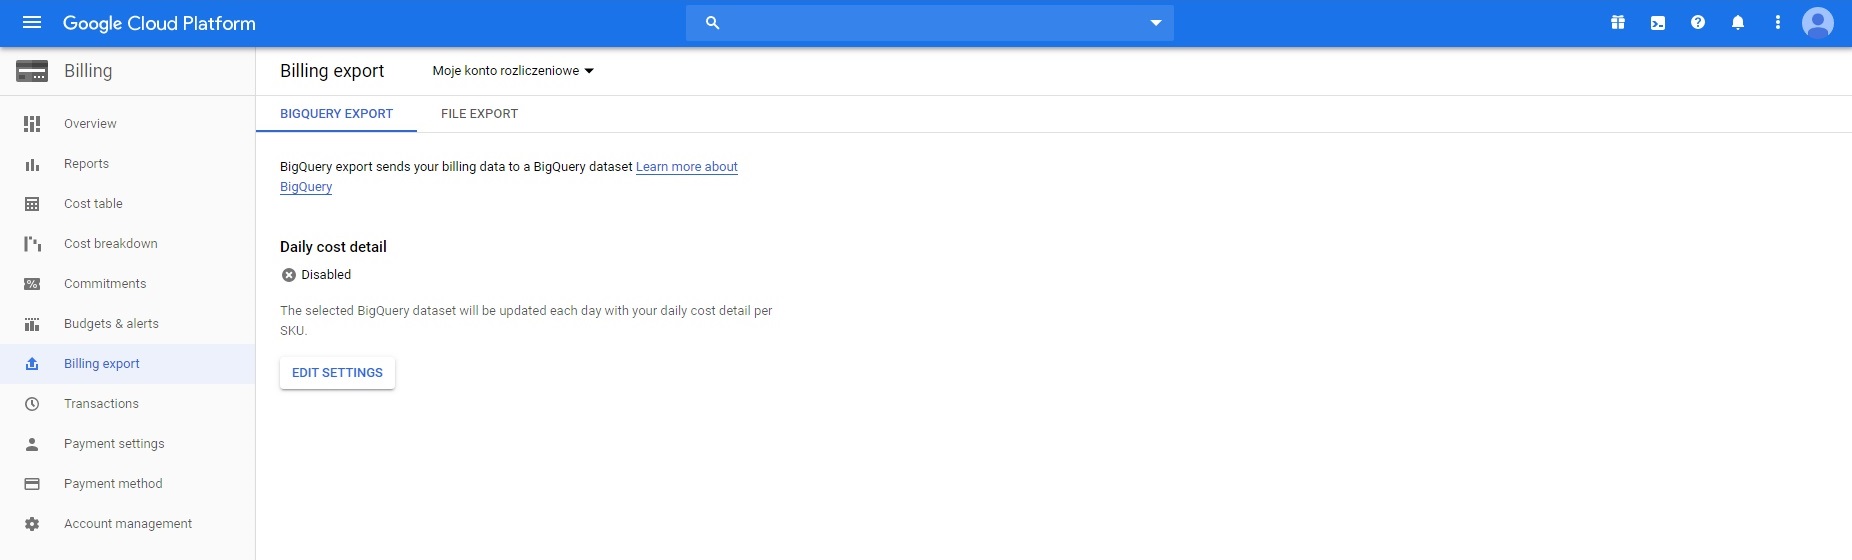 Google Cloud Platform
Billing
Billing export
Moje konto rozliczeniowe
BIGQUERY EXPORT
FILE EXPORT
Overview
Reports
Cost table
Cost breakdown
Commitments
Budgets & alerts
Billing export
Transactions
Payment settings
Payment method
Account management
BigQuery export sends your billing data to a BigQuery dataset Learn more about
BigQuery
Daily cost detail
Disabled
The selected BigQuery dataset will be updated each day with your daily cost detail per
SKU.
EDIT SETTINGS